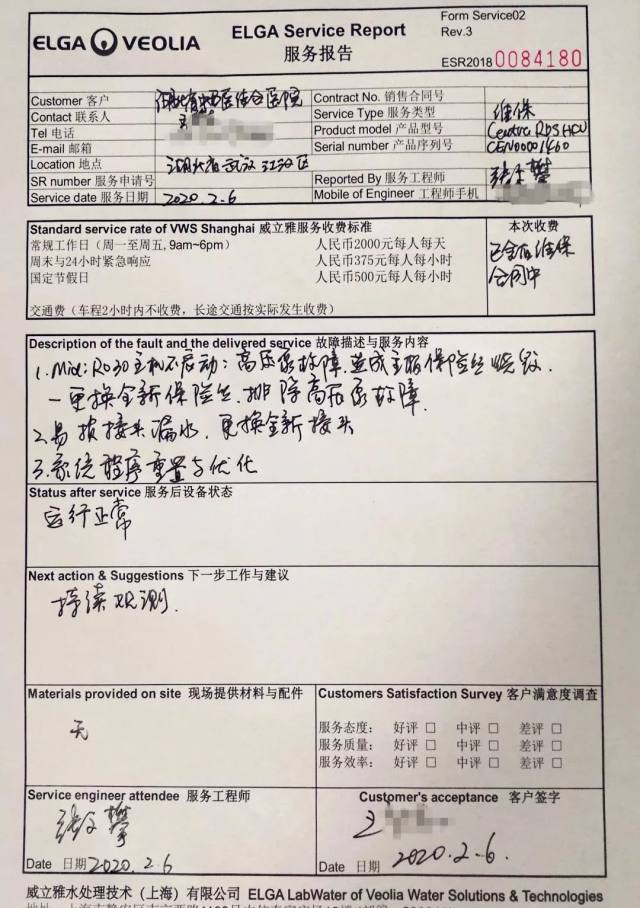 ELGA VEOLIA
ELGA Service Report
服务报告
Form Service02
Rev.3
ESR2018 0084180
Customer 客户 湖北省中西医结合医院
Contact 联系人 王
Tel 电话
E-mail 邮箱
Location 地点 湖北省武汉江汉区
SR number 服务申请号
Service date 服务日期 2020.2.6
Contract No. 销售合同号
Service Type 服务类型 维保
Product model 产品型号 Centra RDS HCU
Serial number 产品序列号 CEN00001460
Reported By 服务工程师
Mobile of Engineer 工程师手机
Standard service rate of VWS Shanghai 威立雅服务收费标准
常规工作日（周一至周五, 9am~6pm） 人民币2000元每人每天
周末与24小时紧急响应 人民币375元每人每小时
国定节假日 人民币500元每人每小时
交通费（车程2小时内不收费，长途交通按实际发生收费）
本次收费
已含在维保
合同中
Description of the fault and the delivered service 故障描述与服务内容
1. Midi RO30主机不启动：高压泵故障,造成主路保险丝烧毁.
－更换全新保险丝.排除高压泵故障.
2.易损接头漏水.更换全新接头
3.系统程序重置与优化
Status after service 服务后设备状态
运行正常
Next action & Suggestions 下一步工作与建议
持续观测.
Materials provided on site 现场提供材料与配件
无
Customers Satisfaction Survey 客户满意度调查
服务态度： 好评 □ 中评 □ 差评 □
服务质量： 好评 □ 中评 □ 差评 □
服务效率： 好评 □ 中评 □ 差评 □
Service engineer attendee 服务工程师
Date 日期 2020.2.6
Customer's acceptance 客户签字
王
Date 日期 2020.2.6.
威立雅水处理技术（上海）有限公司 ELGA LabWater of Veolia Water Solutions & Technologies